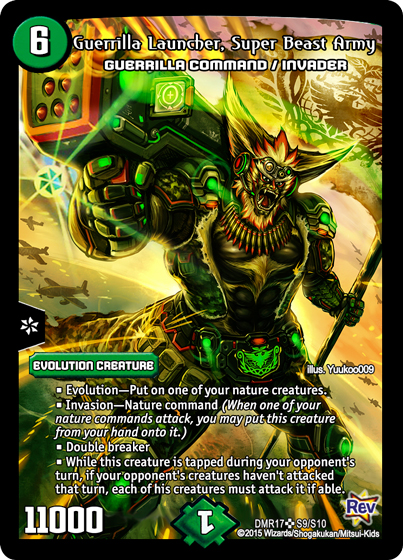 6
Guerrilla Launcher, Super Beast Army
GUERRILLA COMMAND / INVADER
illus. Yuukoo009
EVOLUTION CREATURE
▪ Evolution—Put on one of your nature creatures.
▪ Invasion—Nature command (When one of your
nature commands attack, you may put this creature
from your hand onto it.)
▪ Double breaker
▪ While this creature is tapped during your opponent's
turn, if your opponent's creatures haven't attacked
that turn, each of his creatures must attack it if able.
11000
1
Rev
DMR17 S9/S10
©2015 Wizards/Shogakukan/Mitsui-Kids